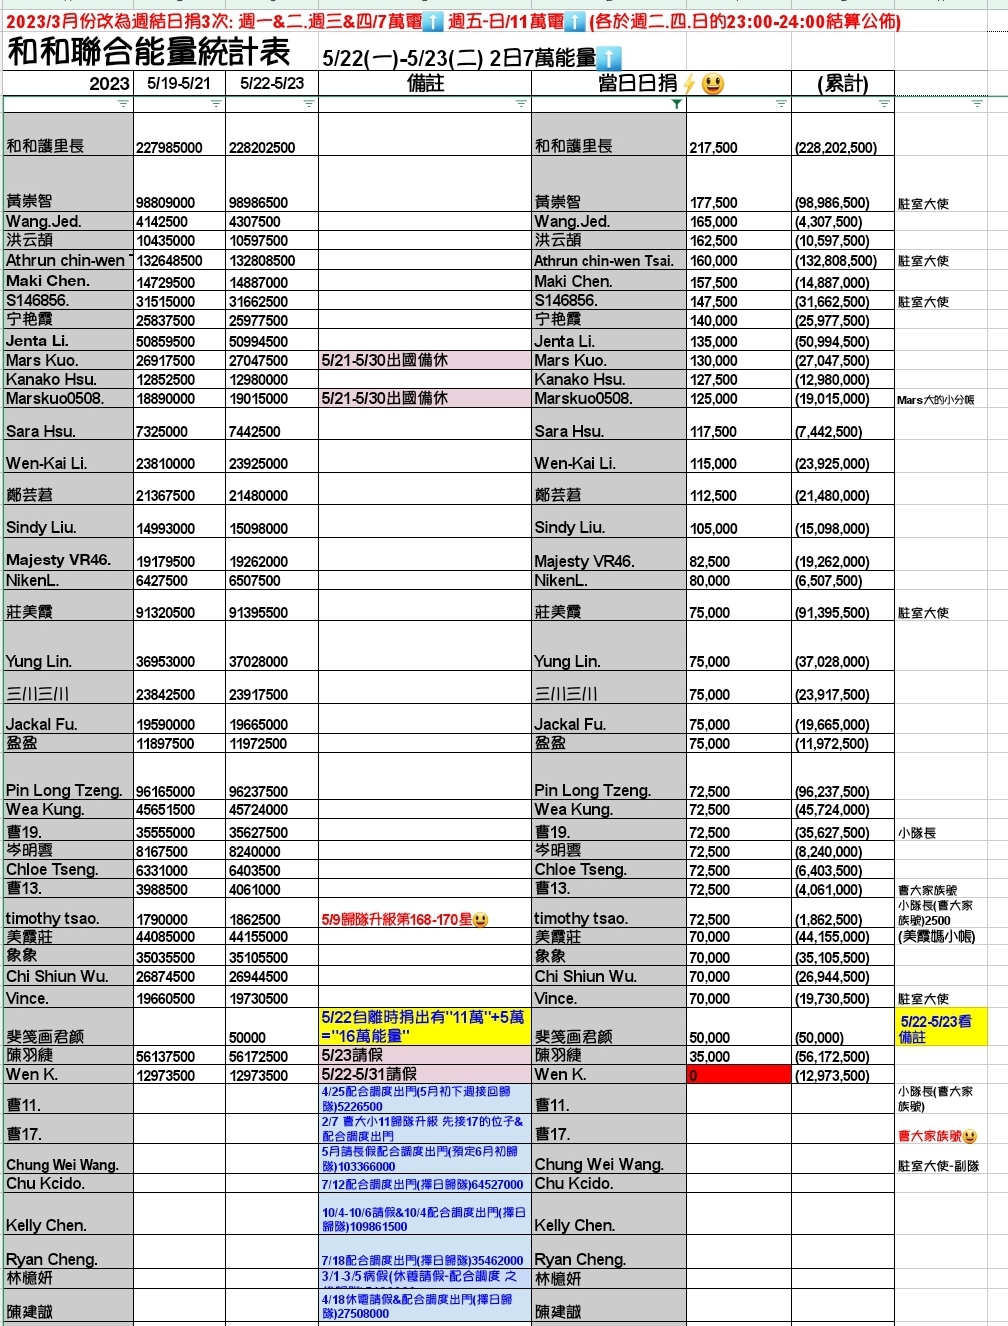 2023/3月份改為週結日捐3次: 週一&二.週三&四/7萬電⬆️ 週五-日/11萬電⬆️ (各於週二.四.日的23:00-24:00結算公佈)
和和聯合能量統計表 5/22(一)-5/23(二) 2日7萬能量⬆️
2023 5/19-5/21 5/22-5/23 備註 當日日捐⚡😃 (累計)
和和護里長 227985000 228202500 和和護里長 217,500 (228,202,500)
黃崇智 98809000 98986500 黃崇智 177,500 (98,986,500) 駐室大使
Wang.Jed. 4142500 4307500 Wang.Jed. 165,000 (4,307,500)
洪云頡 10435000 10597500 洪云頡 162,500 (10,597,500)
Athrun chin-wen T 132648500 132808500 Athrun chin-wen Tsai. 160,000 (132,808,500) 駐室大使
Maki Chen. 14729500 14887000 Maki Chen. 157,500 (14,887,000)
S146856. 31515000 31662500 S146856. 147,500 (31,662,500) 駐室大使
宁艳霞 25837500 25977500 宁艳霞 140,000 (25,977,500)
Jenta Li. 50859500 50994500 Jenta Li. 135,000 (50,994,500)
Mars Kuo. 26917500 27047500 5/21-5/30出國備休 Mars Kuo. 130,000 (27,047,500)
Kanako Hsu. 12852500 12980000 Kanako Hsu. 127,500 (12,980,000)
Marskuo0508. 18890000 19015000 5/21-5/30出國備休 Marskuo0508. 125,000 (19,015,000) Mars大的小分帳
Sara Hsu. 7325000 7442500 Sara Hsu. 117,500 (7,442,500)
Wen-Kai Li. 23810000 23925000 Wen-Kai Li. 115,000 (23,925,000)
鄭芸菪 21367500 21480000 鄭芸菪 112,500 (21,480,000)
Sindy Liu. 14993000 15098000 Sindy Liu. 105,000 (15,098,000)
Majesty VR46. 19179500 19262000 Majesty VR46. 82,500 (19,262,000)
NikenL. 6427500 6507500 NikenL. 80,000 (6,507,500)
莊美霞 91320500 91395500 莊美霞 75,000 (91,395,500) 駐室大使
Yung Lin. 36953000 37028000 Yung Lin. 75,000 (37,028,000)
三川三川 23842500 23917500 三川三川 75,000 (23,917,500)
Jackal Fu. 19590000 19665000 Jackal Fu. 75,000 (19,665,000)
盈盈 11897500 11972500 盈盈 75,000 (11,972,500)
Pin Long Tzeng. 96165000 96237500 Pin Long Tzeng. 72,500 (96,237,500)
Wea Kung. 45651500 45724000 Wea Kung. 72,500 (45,724,000)
曹19. 35555000 35627500 曹19. 72,500 (35,627,500) 小隊長
岑明雲 8167500 8240000 岑明雲 72,500 (8,240,000)
Chloe Tseng. 6331000 6403500 Chloe Tseng. 72,500 (6,403,500)
曹13. 3988500 4061000 曹13. 72,500 (4,061,000) 曹大家族號
timothy tsao. 1790000 1862500 5/9歸隊升級第168-170星😃 timothy tsao. 72,500 (1,862,500) 小隊長(曹大家
族號)2500
美霞莊 44085000 44155000 美霞莊 70,000 (44,155,000) (美霞媽小帳)
象象 35035500 35105500 象象 70,000 (35,105,500)
Chi Shiun Wu. 26874500 26944500 Chi Shiun Wu. 70,000 (26,944,500)
Vince. 19660500 19730500 Vince. 70,000 (19,730,500) 駐室大使
斐笺画君颜 50000 5/22自離時捐出有"11萬"+5萬
="16萬能量" 斐笺画君颜 50,000 (50,000) 5/22-5/23看
備註
陳羽緁 56137500 56172500 5/23請假 陳羽緁 35,000 (56,172,500)
Wen K. 12973500 12973500 5/22-5/31請假 Wen K. 0 (12,973,500)
曹11. 4/25配合調度出門(5月初下週接回歸
隊)5226500 曹11. 小隊長(曹大家
族號)
曹17. 2/7 曹大小11歸隊升級 先接17的位子&
配合調度出門 曹17. 曹大家族號😃
Chung Wei Wang. 5月請長假配合調度出門(預定6月初歸
隊)103366000 Chung Wei Wang. 駐室大使-副隊
Chu Kcido. 7/12配合調度出門(擇日歸隊)64527000 Chu Kcido.
Kelly Chen. 10/4-10/6請假&10/4配合調度出門(擇日
歸隊)109861500 Kelly Chen.
Ryan Cheng. 7/18配合調度出門(擇日歸隊)35462000 Ryan Cheng.
林憶妍 3/1-3/5病假(休養請假-配合調度 之 林憶妍
陳建誠 4/18休電請假&配合調度出門(擇日歸
隊)27508000 陳建誠